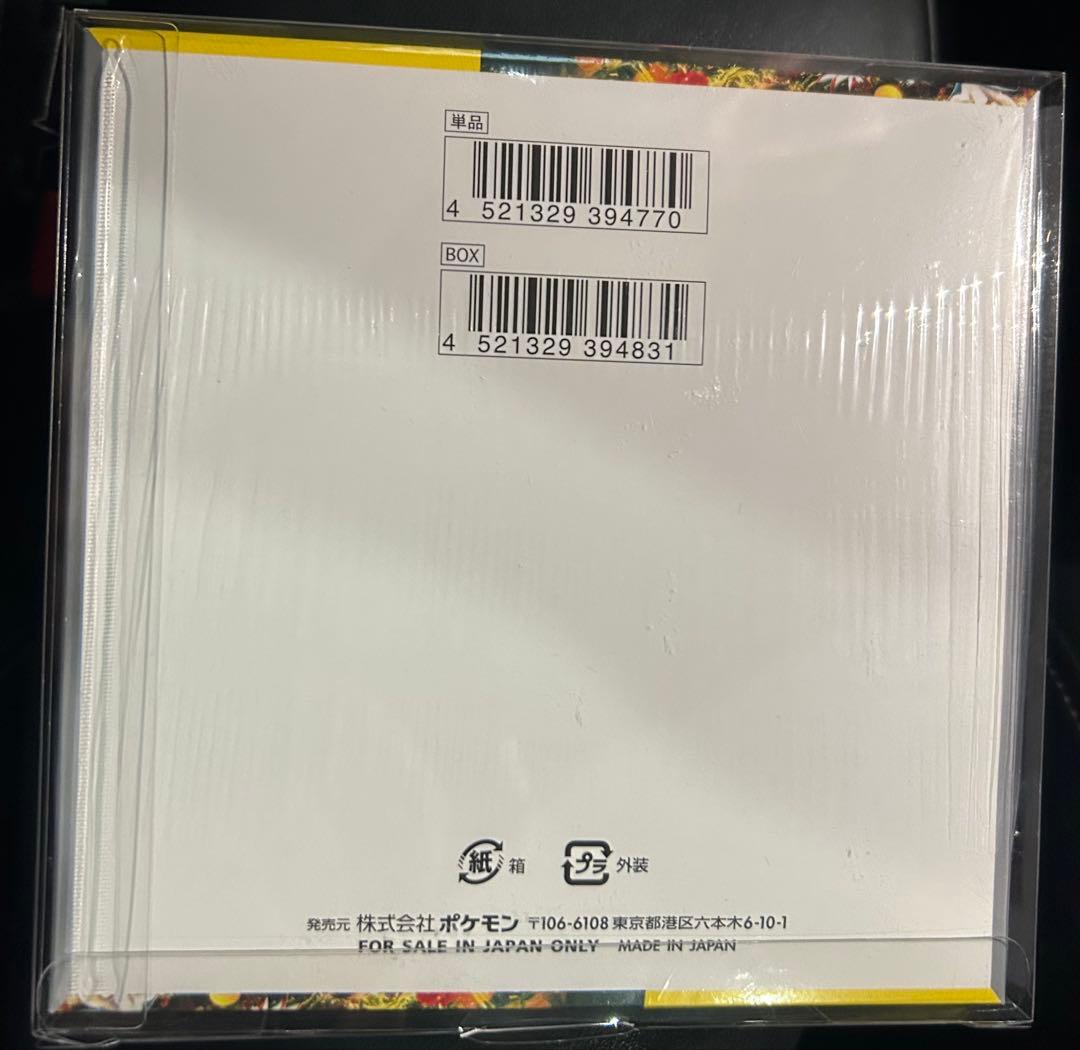 単品
4 521329 394770
BOX
4 521329 394831
紙 箱 プラ 外装
発売元 株式会社 ポケモン 〒106-6108 東京都港区六本木6-10-1
FOR SALE IN JAPAN ONLY MADE IN JAPAN